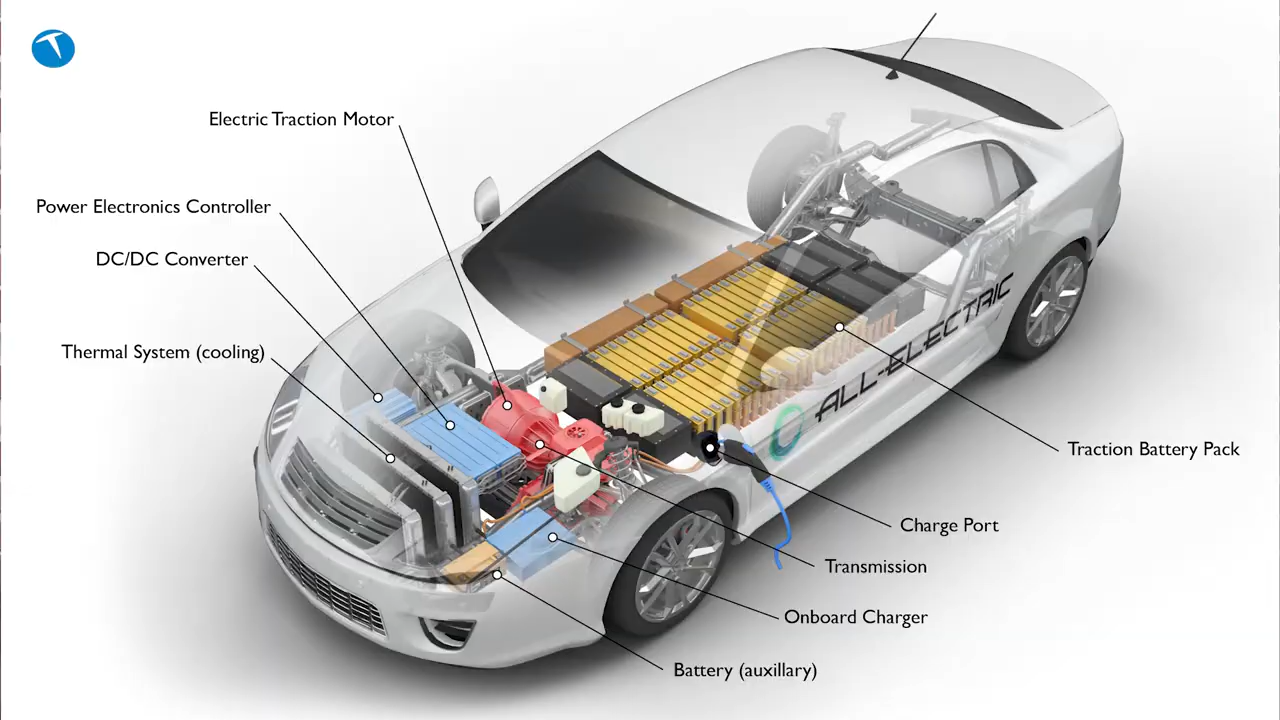 Electric Traction Motor
Power Electronics Controller
DC/DC Converter
Thermal System (cooling)
ALL-ELECTRIC
Traction Battery Pack
Charge Port
Transmission
Onboard Charger
Battery (auxillary)